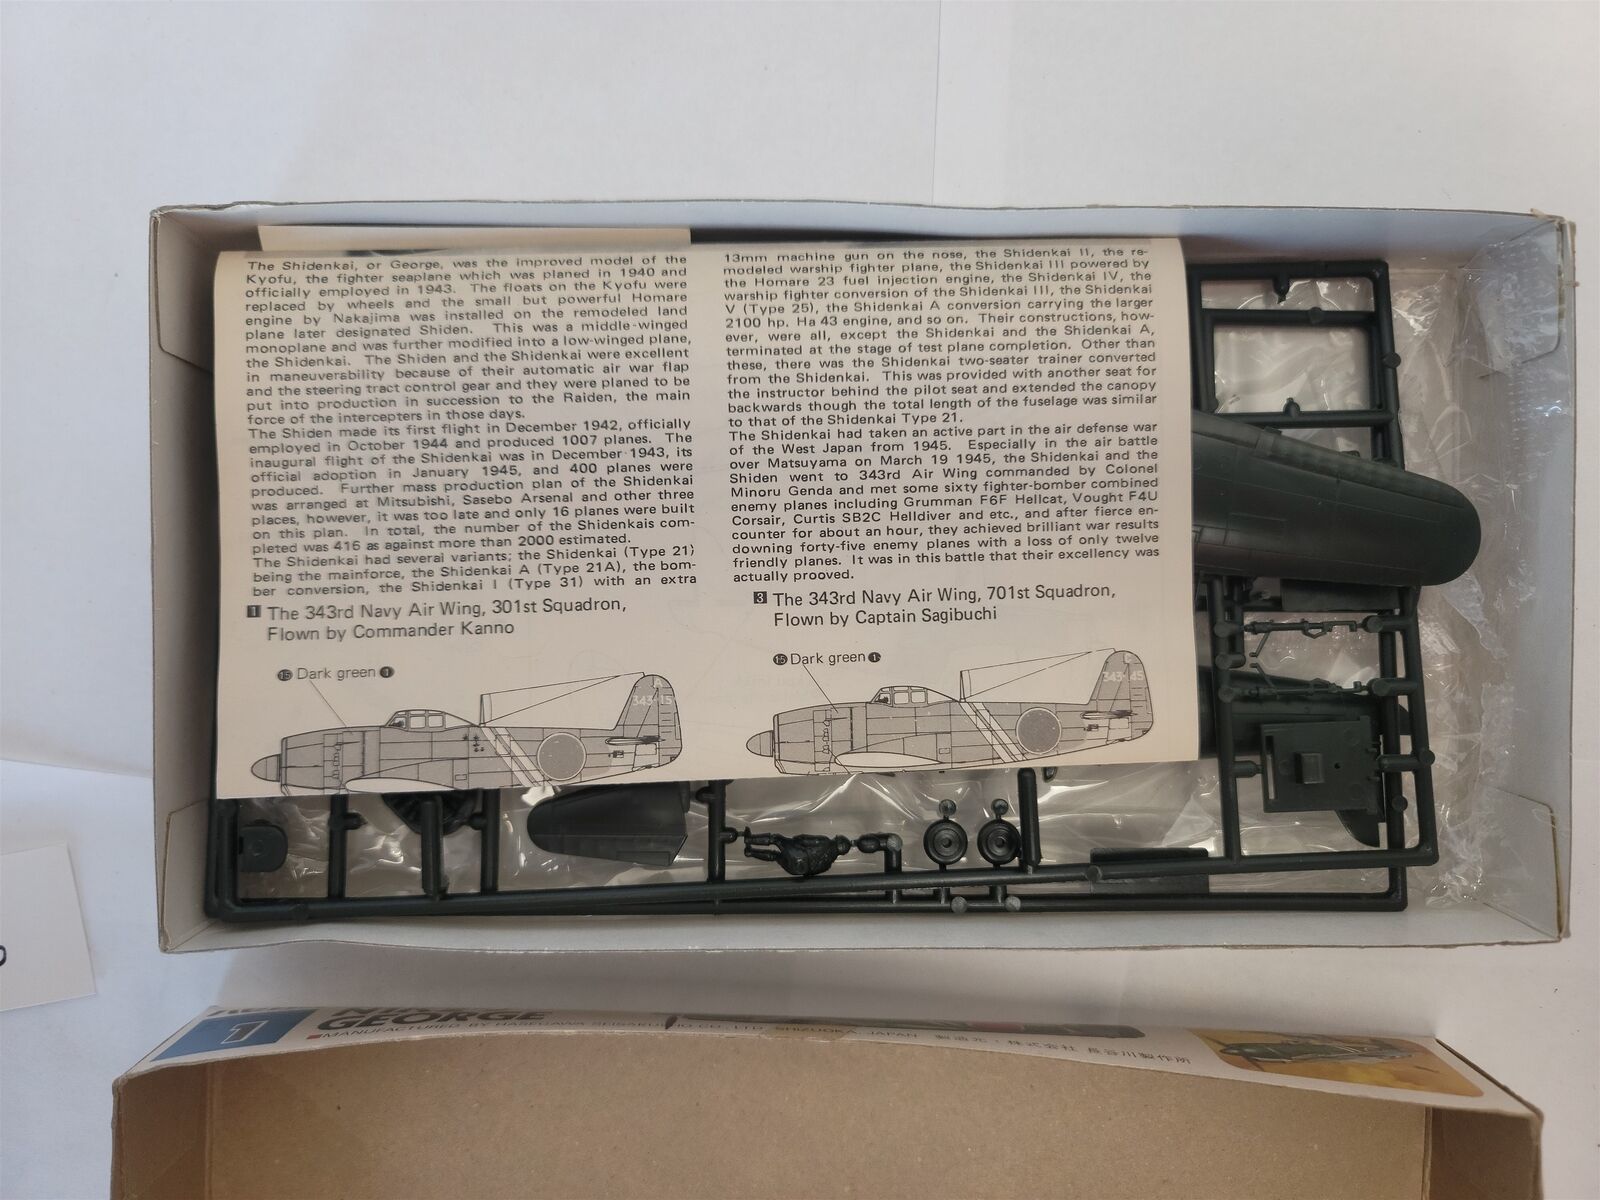 The Shidenkai, or George, was the improved model of the
Kyofu, the fighter seaplane which was planed in 1940 and
officially employed in 1943. The floats on the Kyofu were
replaced by wheels and the small but powerful Homare
engine by Nakajima was installed on the remodeled land
plane later designated Shiden. This was a middle-winged
monoplane and was further modified into a low-winged plane,
the Shidenkai. The Shiden and the Shidenkai were excellent
in maneuverability because of their automatic air war flap
and the steering tract control gear and they were planed to be
put into production in succession to the Raiden, the main
force of the intercepters in those days.
The Shiden made its first flight in December 1942, officially
employed in October 1944 and produced 1007 planes. The
inaugural flight of the Shidenkai was in December 1943, its
official adoption in January 1945, and 400 planes were
produced. Further mass production plan of the Shidenkai
was arranged at Mitsubishi, Sasebo Arsenal and other three
places, however, it was too late and only 16 planes were built
on this plan. In total, the number of the Shidenkais com-
pleted was 416 as against more than 2000 estimated.
The Shidenkai had several variants; the Shidenkai (Type 21)
being the mainforce, the Shidenkai A (Type 21A), the bom-
ber conversion, the Shidenkai I (Type 31) with an extra
13mm machine gun on the nose, the Shidenkai II, the re-
modeled warship fighter plane, the Shidenkai III powered by
the Homare 23 fuel injection engine, the Shidenkai IV, the
warship fighter conversion of the Shidenkai III, the Shidenkai
V (Type 25), the Shidenkai A conversion carrying the larger
2100 hp. Ha 43 engine, and so on. Their constructions, how-
ever, were all, except the Shidenkai and the Shidenkai A,
terminated at the stage of test plane completion. Other than
these, there was the Shidenkai two-seater trainer converted
from the Shidenkai. This was provided with another seat for
the instructor behind the pilot seat and extended the canopy
backwards though the total length of the fuselage was similar
to that of the Shidenkai Type 21.
The Shidenkai had taken an active part in the air defense war
of the West Japan from 1945. Especially in the air battle
over Matsuyama on March 19 1945, the Shidenkai and the
Shiden went to 343rd Air Wing commanded by Colonel
Minoru Genda and met some sixty fighter-bomber combined
enemy planes including Grumman F6F Hellcat, Vought F4U
Corsair, Curtis SB2C Helldiver and etc., and after fierce en-
counter for about an hour, they achieved brilliant war results
downing forty-five enemy planes with a loss of only twelve
friendly planes. It was in this battle that their excellency was
actually prooved.
1 The 343rd Navy Air Wing, 301st Squadron,
Flown by Commander Kanno
15 Dark green 1
343 15
3 The 343rd Navy Air Wing, 701st Squadron,
Flown by Captain Sagibuchi
15 Dark green 1
343 45
1
GEORGE
MANUFACTURED BY HASEGAWA SEISAKUSHO CO., LTD. SHIZUOKA, JAPAN 製造元・株式会社 長谷川製作所